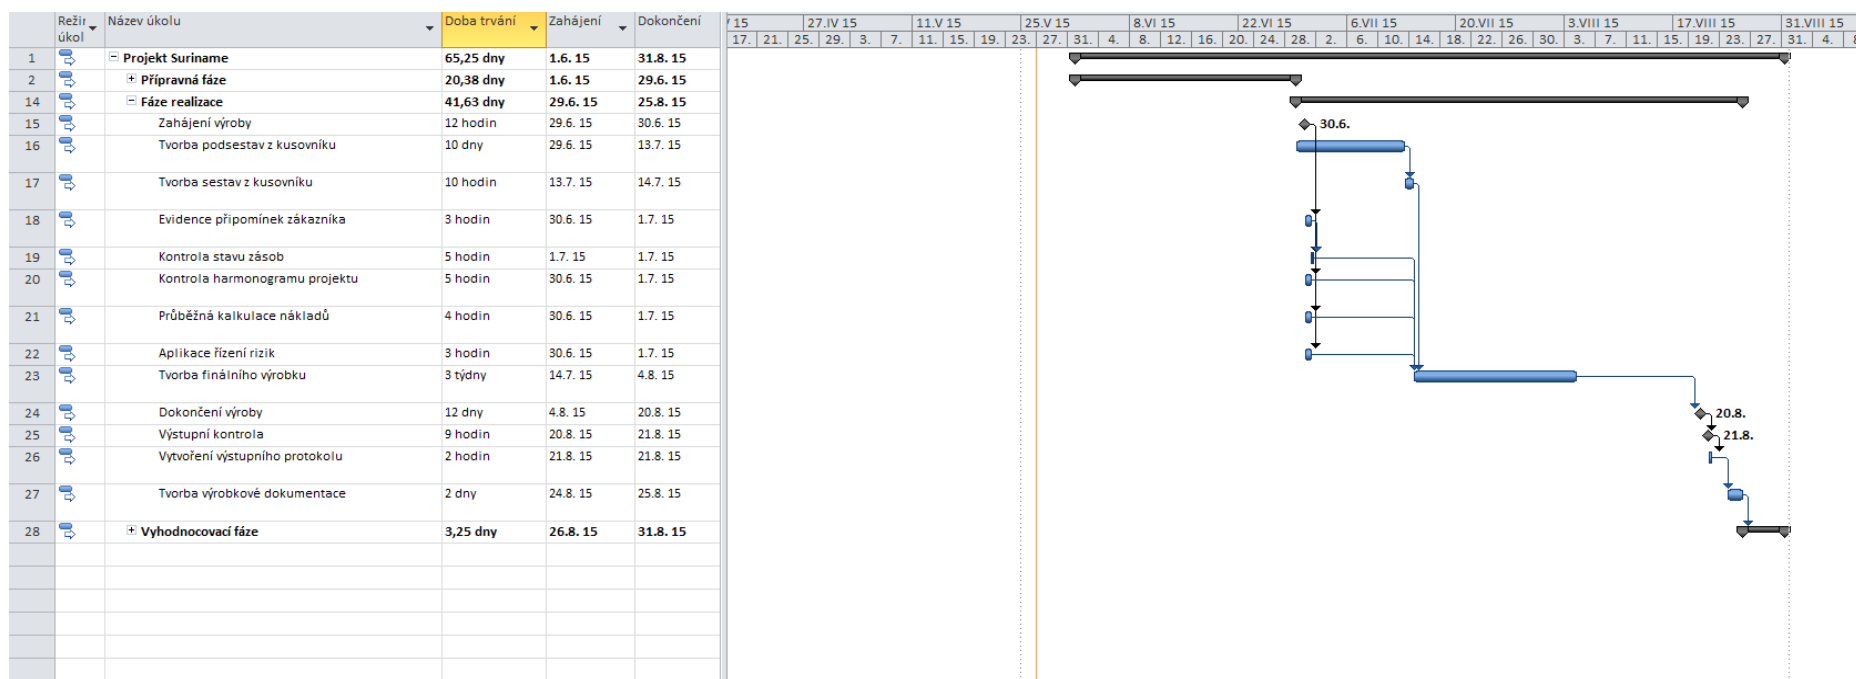 Režir Název úkolu Doba trvání Zahájení Dokončení
úkol
' 15 27.IV 15 11.V 15 25.V 15 8.VI 15 22.VI 15 6.VII 15 20.VII 15 3.VIII 15 17.VIII 15 31.VIII 15
17. 21. 25. 29. 3. 7. 11. 15. 19. 23. 27. 31. 4. 8. 12. 16. 20. 24. 28. 2. 6. 10. 14. 18. 22. 26. 30. 3. 7. 11. 15. 19. 23. 27. 31. 4. 8
1 Projekt Suriname 65,25 dny 1.6. 15 31.8. 15
2 Přípravná fáze 20,38 dny 1.6. 15 29.6. 15
14 Fáze realizace 41,63 dny 29.6. 15 25.8. 15
15 Zahájení výroby 12 hodin 29.6. 15 30.6. 15 30.6.
16 Tvorba podsestav z kusovníku 10 dny 29.6. 15 13.7. 15
17 Tvorba sestav z kusovníku 10 hodin 13.7. 15 14.7. 15
18 Evidence připomínek zákazníka 3 hodin 30.6. 15 1.7. 15
19 Kontrola stavu zásob 5 hodin 1.7. 15 1.7. 15
20 Kontrola harmonogramu projektu 5 hodin 30.6. 15 1.7. 15
21 Průběžná kalkulace nákladů 4 hodin 30.6. 15 1.7. 15
22 Aplikace řízení rizik 3 hodin 30.6. 15 1.7. 15
23 Tvorba finálního výrobku 3 týdny 14.7. 15 4.8. 15
24 Dokončení výroby 12 dny 4.8. 15 20.8. 15 20.8.
25 Výstupní kontrola 9 hodin 20.8. 15 21.8. 15 21.8.
26 Vytvoření výstupního protokolu 2 hodin 21.8. 15 21.8. 15
27 Tvorba výrobkové dokumentace 2 dny 24.8. 15 25.8. 15
28 Vyhodnocovací fáze 3,25 dny 26.8. 15 31.8. 15